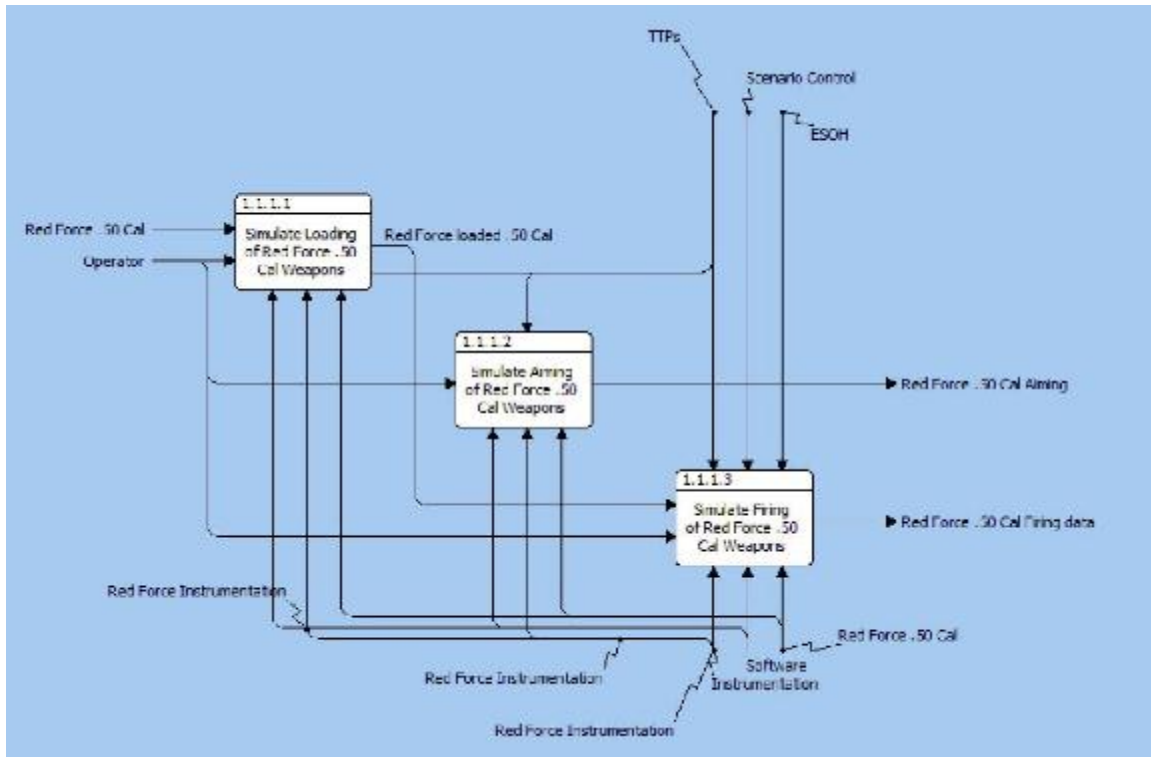 TTPs
Scenario Control
ESOH
1.1.1.1
Simulate Loading
of Red Force .50
Cal Weapons
Red Force .50 Cal
Operator
Red Force loaded .50 Cal
1.1.1.2
Simulate Aiming
of Red Force .50
Cal Weapons
Red Force .50 Cal Aiming
1.1.1.3
Simulate Firing
of Red Force .50
Cal Weapons
Red Force .50 Cal Firing data
Red Force Instrumentation
Red Force .50 Cal
Software
Instrumentation
Red Force Instrumentation
Red Force Instrumentation